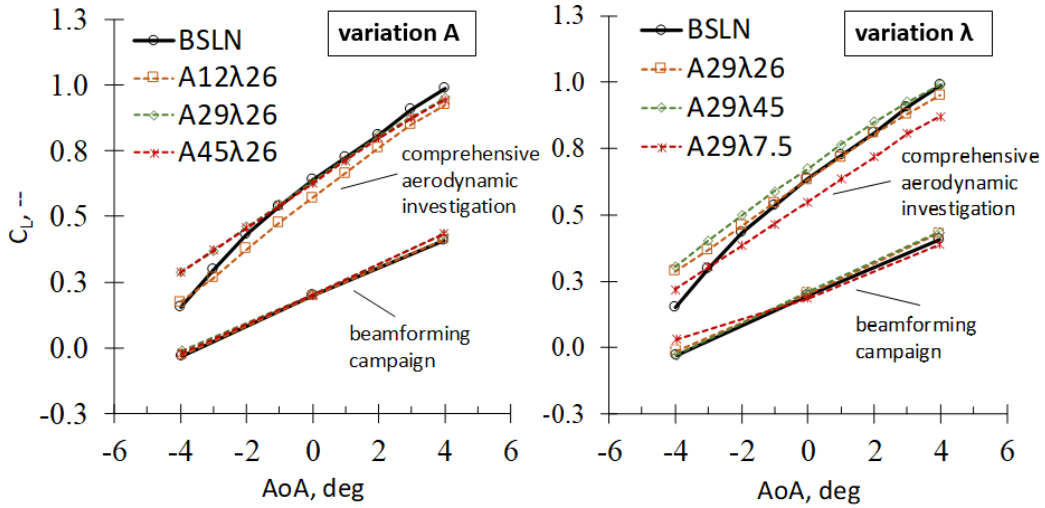 variation A
BSLN
A12λ26
A29λ26
A45λ26
comprehensive
aerodynamic
investigation
beamforming
campaign
1.3
1.0
0.8
0.5
0.3
0.0
-0.3
C_L, --
-6 -4 -2 0 2 4 6
AoA, deg
variation λ
BSLN
A29λ26
A29λ45
A29λ7.5
comprehensive
aerodynamic
investigation
beamforming
campaign
1.3
1.0
0.8
0.5
0.3
0.0
-0.3
-6 -4 -2 0 2 4 6
AoA, deg